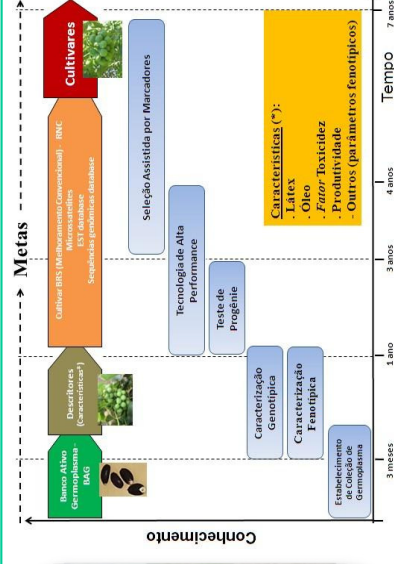 Metas
Banco Ativo
Germoplasma -
BAG
Descritores
(Características*)
Cultivar BRS (Melhoramento Convencional) - RNC
Microssatelites
EST database
Sequências genômicas database
Cultivares
Seleção Assistida por Marcadores
Tecnologia de Alta
Performance
Teste de
Progênie
Caracterização
Genotípica
Caracterização
Fenotípica
Estabelecimento
de Coleção de
Germoplasma
Características (*):
. Látex
. Óleo
. Fator Toxicidez
. Produtividade
- Outros (parâmetros fenotípicos)
Conhecimento
3 meses
1 ano
3 anos
4 anos
7 anos
Tempo